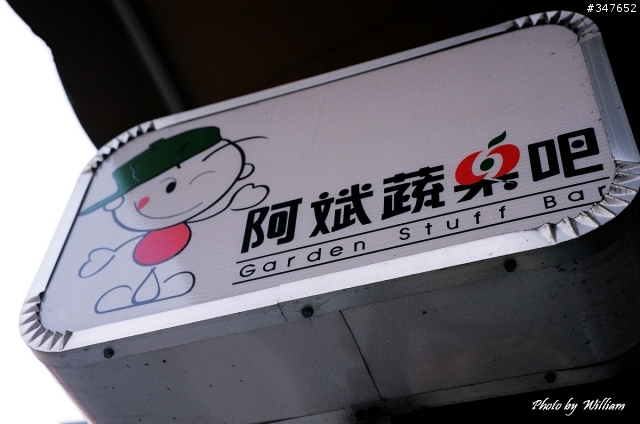 #347652
阿斌蔬果吧
Garden Stuff Bar
Photo by William